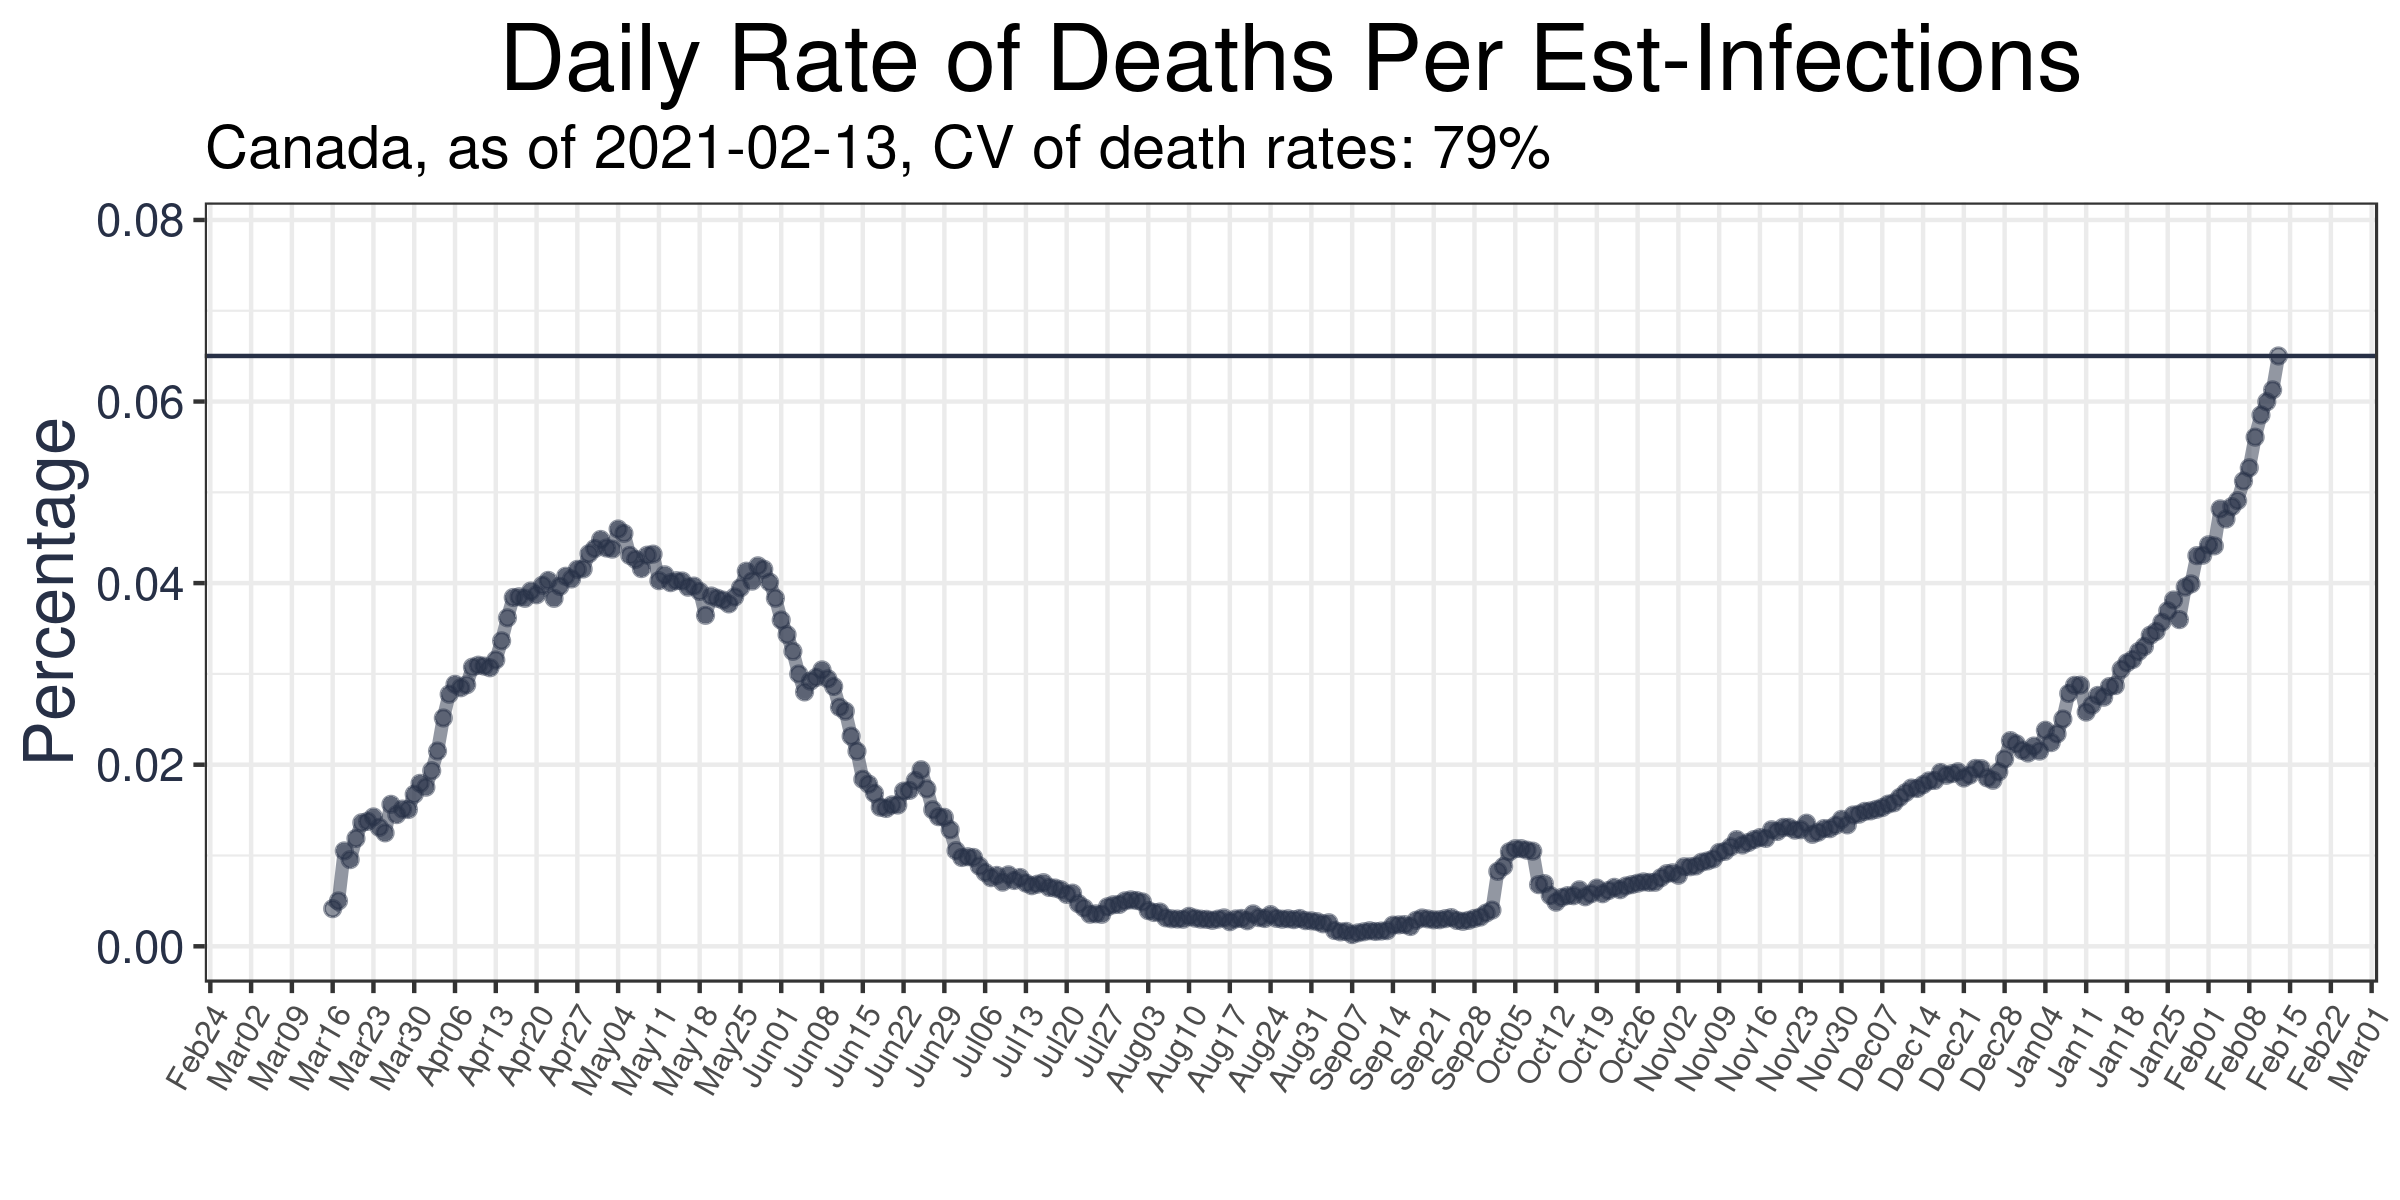 Daily Rate of Deaths Per Est-Infections
Canada, as of 2021-02-13, CV of death rates: 79%
Percentage
0.08
0.06
0.04
0.02
0.00
Feb24
Mar02
Mar09
Mar16
Mar23
Mar30
Apr06
Apr13
Apr20
Apr27
May04
May11
May18
May25
Jun01
Jun08
Jun15
Jun22
Jun29
Jul06
Jul13
Jul20
Jul27
Aug03
Aug10
Aug17
Aug24
Aug31
Sep07
Sep14
Sep21
Sep28
Oct05
Oct12
Oct19
Oct26
Nov02
Nov09
Nov16
Nov23
Nov30
Dec07
Dec14
Dec21
Dec28
Jan04
Jan11
Jan18
Jan25
Feb01
Feb08
Feb15
Feb22
Mar01